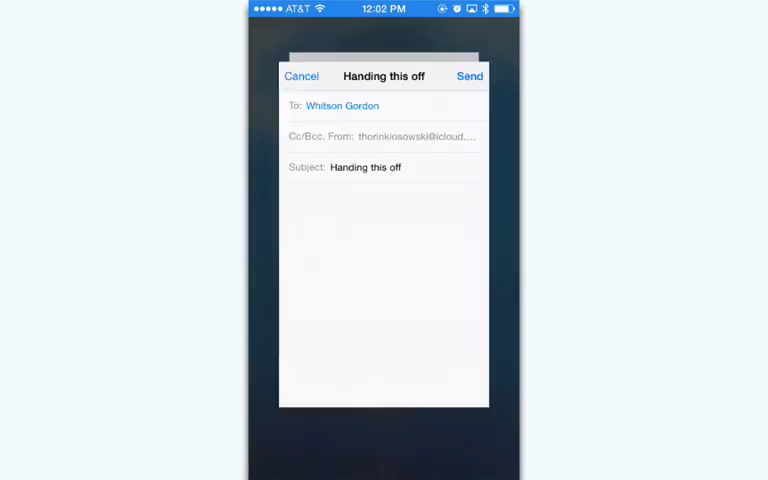 AT&T 12:02 PM
Cancel Handing this off Send
To: Whitson Gordon
Cc/Bcc, From: thorinklosowski@icloud....
Subject: Handing this off